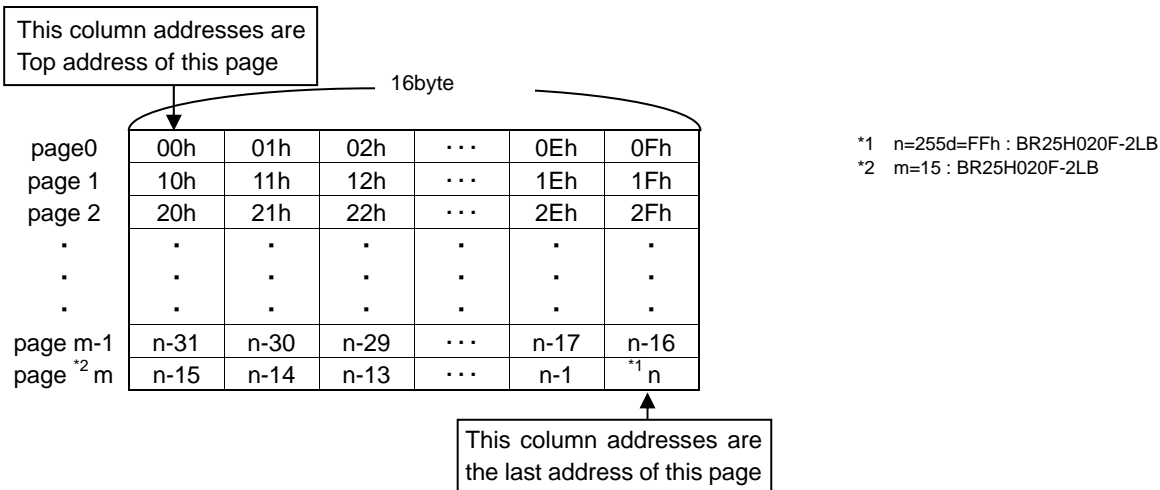 This column addresses are
Top address of this page
16byte
page0 00h 01h 02h ··· 0Eh 0Fh
page 1 10h 11h 12h ··· 1Eh 1Fh
page 2 20h 21h 22h ··· 2Eh 2Fh
· · · · · · ·
· · · · · · ·
· · · · · · ·
page m-1 n-31 n-30 n-29 ··· n-17 n-16
page *2 m n-15 n-14 n-13 ··· n-1 *1 n
This column addresses are
the last address of this page
*1 n=255d=FFh : BR25H020F-2LB
*2 m=15 : BR25H020F-2LB